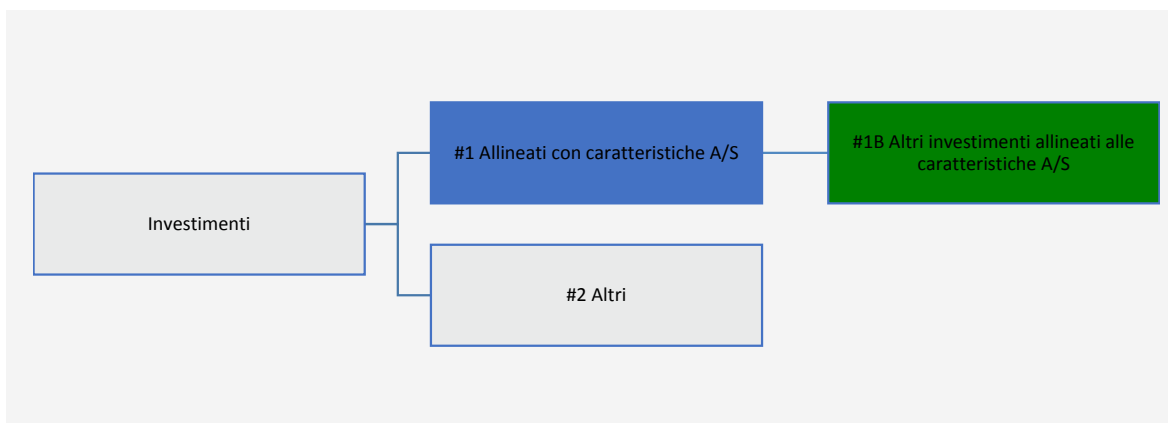 #1 Allineati con caratteristiche A/S
#1B Altri investimenti allineati alle
caratteristiche A/S
Investimenti
#2 Altri